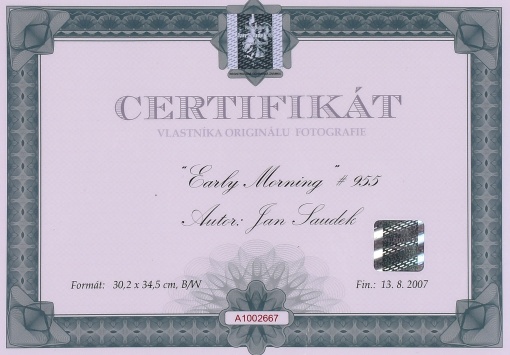 CERTIFIKÁT
VLASTNÍKA ORIGINÁLU FOTOGRAFIE
"Early Morning" # 955
Autor: Jan Saudek
Formát: 30,2 x 34,5 cm, B/W
Fin.: 13. 8. 2007
A1002667